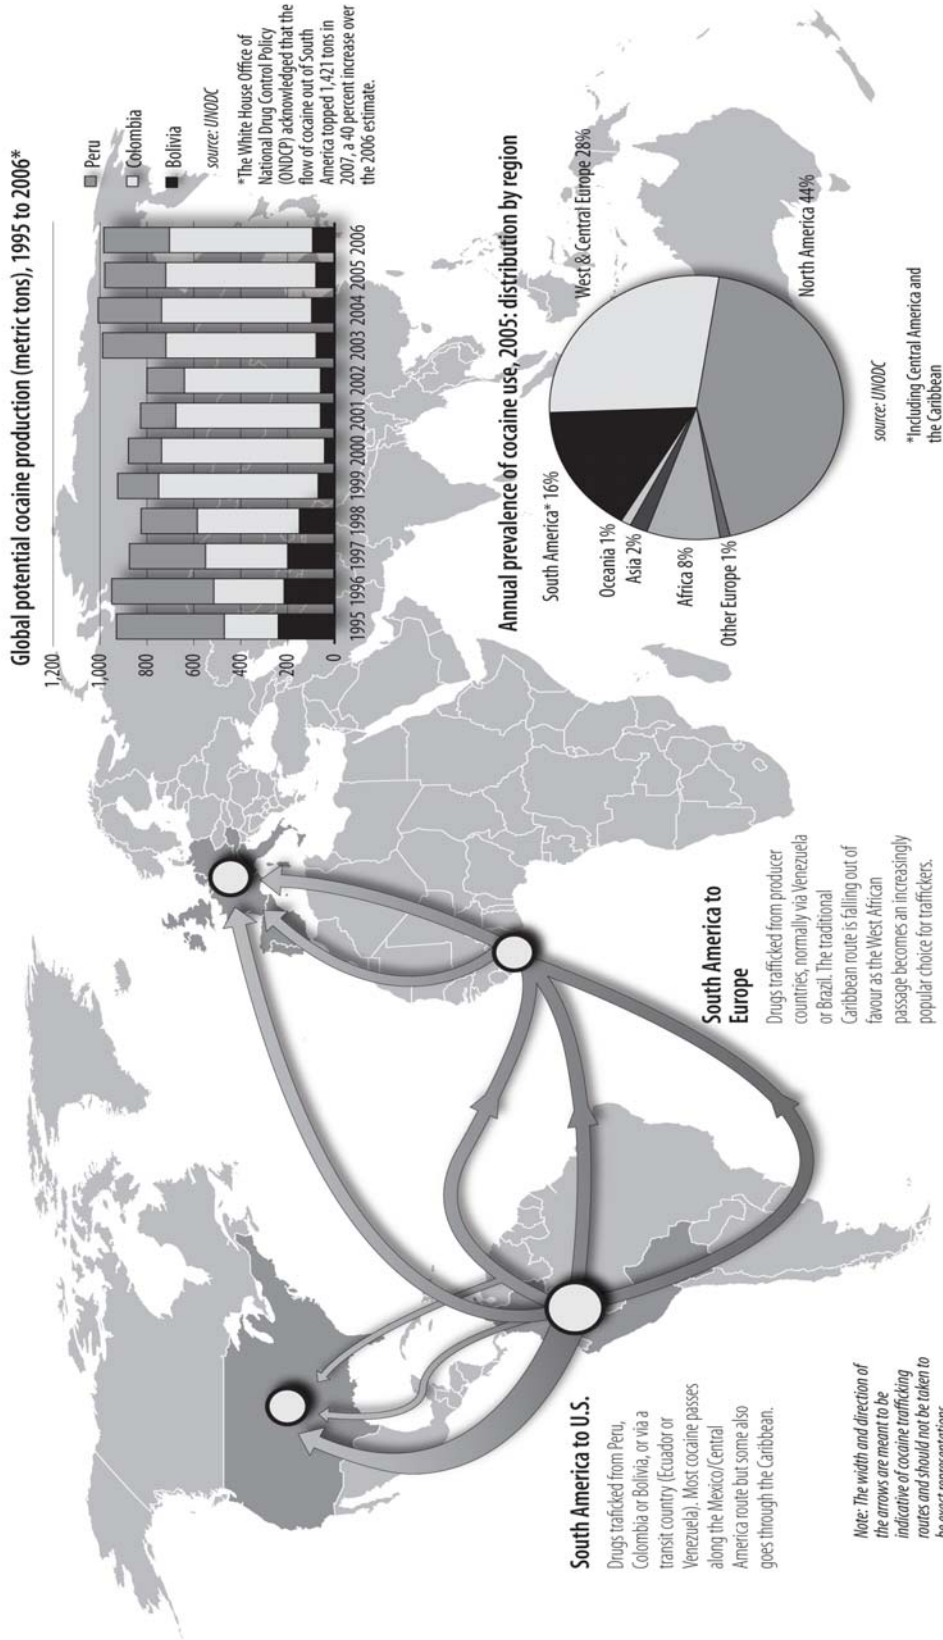 Global potential cocaine production (metric tons), 1995 to 2006*
1,200
1,000
800
600
400
200
0
1995 1996 1997 1998 1999 2000 2001 2002 2003 2004 2005 2006
Peru
Colombia
Bolivia
source: UNODC
*The White House Office of
National Drug Control Policy
(ONDCP) acknowledged that the
flow of cocaine out of South
America topped 1,421 tons in
2007, a 40 percent increase over
the 2006 estimate.
Annual prevalence of cocaine use, 2005: distribution by region
South America* 16%
Oceania 1%
Asia 2%
Africa 8%
Other Europe 1%
West & Central Europe 28%
North America 44%
source: UNODC
*Including Central America and
the Caribbean
South America to U.S.
Drugs traficked from Peru,
Colombia or Bolivia, or via a
transit country (Ecuador or
Venezuela). Most cocaine passes
along the Mexico/Central
America route but some also
goes through the Caribbean.
South America to
Europe
Drugs trafficked from producer
countries, normally via Venezuela
or Brazil. The traditional
Caribbean route is falling out of
favour as the West African
passage becomes an increasingly
popular choice for traffickers.
Note: The width and direction of
the arrows are meant to be
indicative of cocaine trafficking
routes and should not be taken to
be exact representations